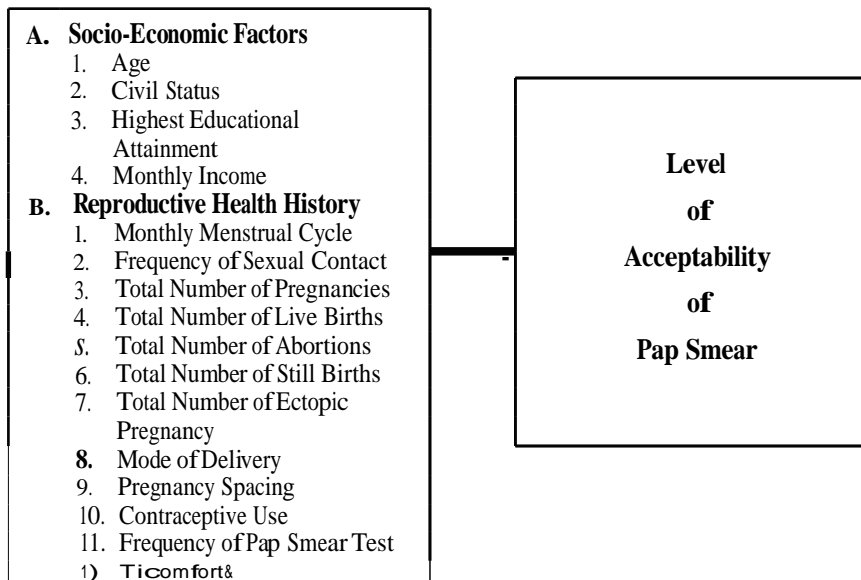 A. Socio-Economic Factors
1. Age
2. Civil Status
3. Highest Educational
Attainment
4. Monthly Income
B. Reproductive Health History
1. Monthly Menstrual Cycle
2. Frequency of Sexual Contact
3. Total Number of Pregnancies
4. Total Number of Live Births
S. Total Number of Abortions
6. Total Number of Still Births
7. Total Number of Ectopic
Pregnancy
8. Mode of Delivery
9. Pregnancy Spacing
10. Contraceptive Use
11. Frequency of Pap Smear Test
1) Ticomfort&
Level
of
Acceptability
of
Pap Smear